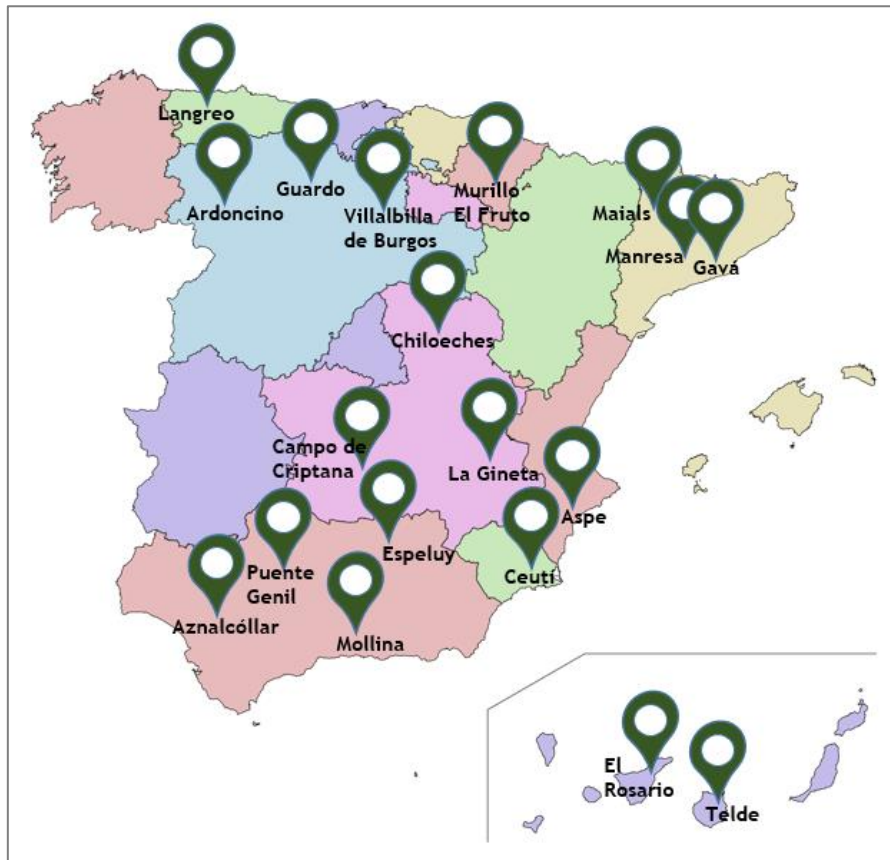 Langreo
Ardoncino
Guardo
Villalbilla
de Burgos
Murillo
El Fruto
Maials
Manresa
Gavá
Chiloeches
Campo de
Criptana
La Gineta
Aspe
Espeluy
Ceutí
Puente
Genil
Aznalcóllar
Mollina
El
Rosario
Telde